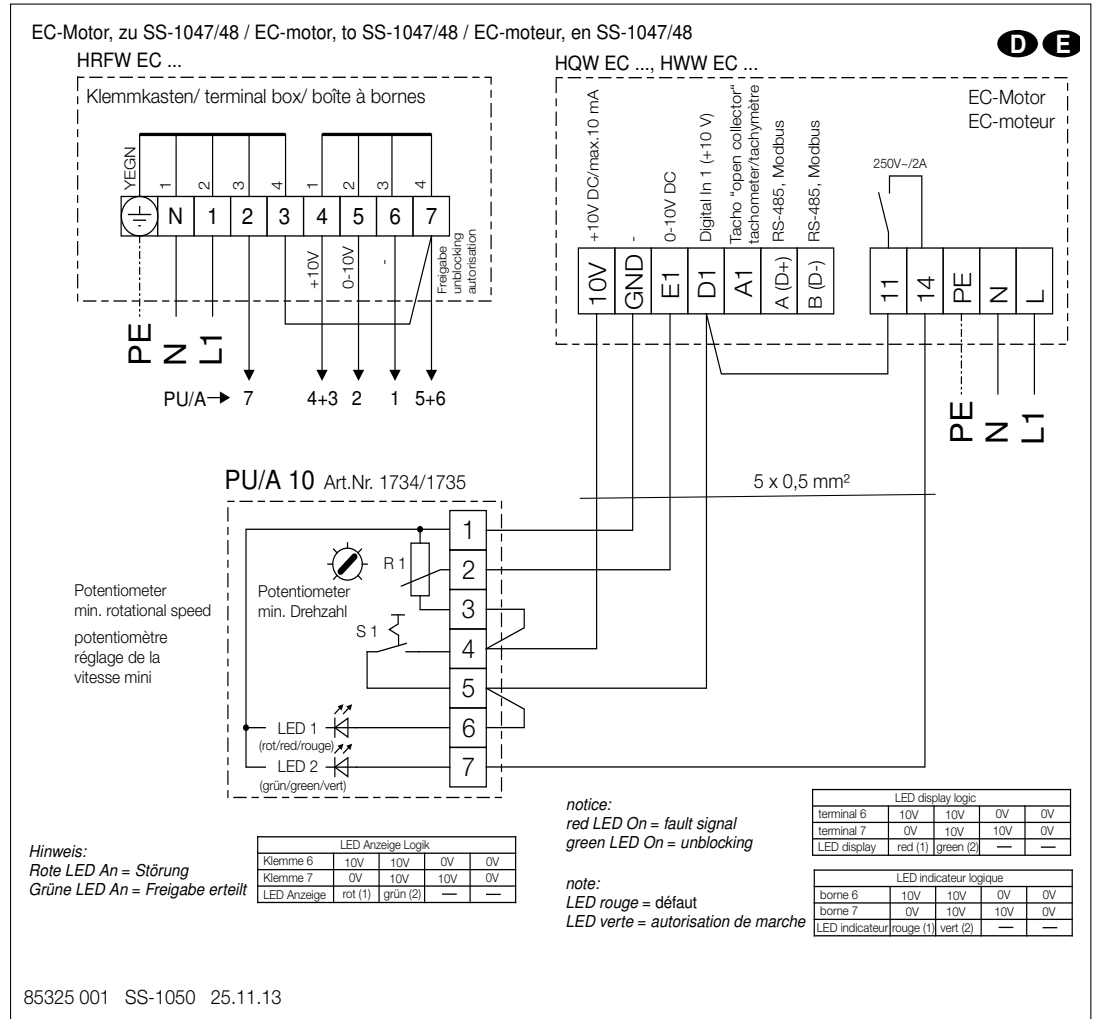 EC-Motor, zu SS-1047/48 / EC-motor, to SS-1047/48 / EC-moteur, en SS-1047/48
D E
HRFW EC ...
Klemmkasten/ terminal box/ boîte à bornes
YEGN 1 2 3 4 1 2 3 4
N 1 2 3 4 5 6 7
+10V
0-10V
-
Freigabe
unblocking
autorisation
PE
N
L1
PU/A 7 4+3 2 1 5+6
HQW EC ..., HWW EC ...
EC-Motor
EC-moteur
+10V DC/max.10 mA
-
0-10V DC
Digital In 1 (+10 V)
Tacho "open collector"
tachometer/tachymètre
RS-485, Modbus
RS-485, Modbus
250V~/2A
10V
GND
E1
D1
A1
A (D+)
B (D-)
11
14
PE
N
L
PE
N
L1
5 x 0,5 mm²
PU/A 10 Art.Nr. 1734/1735
1
R 1
2
3
S 1
4
5
6
7
Potentiometer
min. Drehzahl
Potentiometer
min. rotational speed
potentiomètre
réglage de la
vitesse mini
LED 1
(rot/red/rouge)
LED 2
(grün/green/vert)
Hinweis:
Rote LED An = Störung
Grüne LED An = Freigabe erteilt
LED Anzeige Logik
Klemme 6 10V 10V 0V 0V
Klemme 7 0V 10V 10V 0V
LED Anzeige rot (1) grün (2) — —
notice:
red LED On = fault signal
green LED On = unblocking
LED display logic
terminal 6 10V 10V 0V 0V
terminal 7 0V 10V 10V 0V
LED display red (1) green (2) — —
note:
LED rouge = défaut
LED verte = autorisation de marche
LED indicateur logique
borne 6 10V 10V 0V 0V
borne 7 0V 10V 10V 0V
LED indicateur rouge (1) vert (2) — —
85325 001 SS-1050 25.11.13